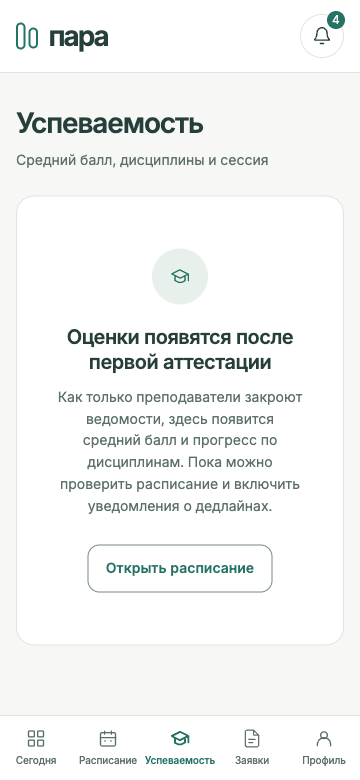 пара
4
Успеваемость
Средний балл, дисциплины и сессия
Оценки появятся после
первой аттестации
Как только преподаватели закроют
ведомости, здесь появится
средний балл и прогресс по
дисциплинам. Пока можно
проверить расписание и включить
уведомления о дедлайнах.
Открыть расписание
Сегодня
Расписание
Успеваемость
Заявки
Профиль